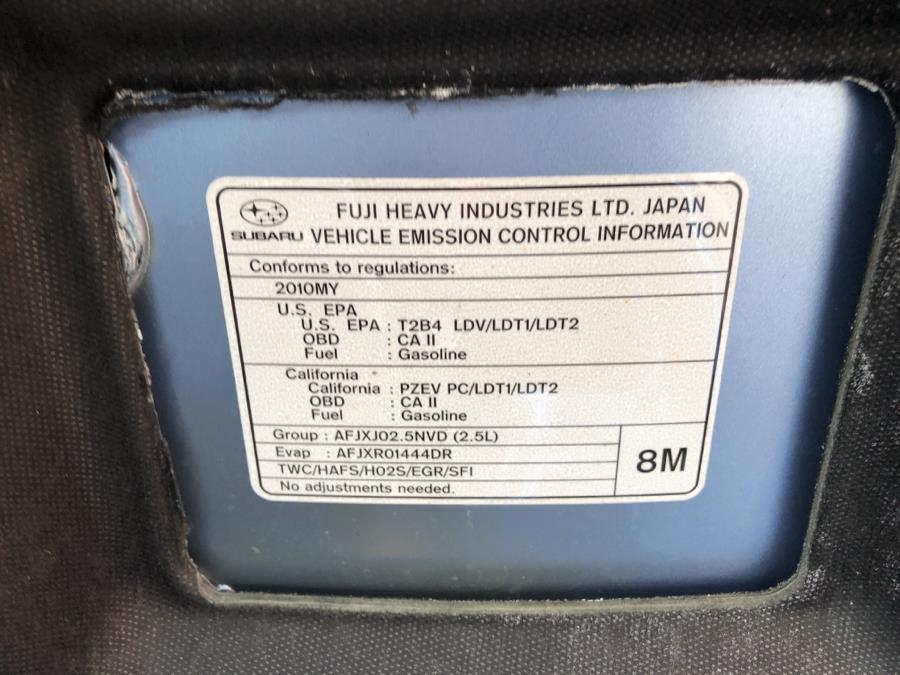 FUJI HEAVY INDUSTRIES LTD. JAPAN
SUBARU VEHICLE EMISSION CONTROL INFORMATION
Conforms to regulations:
2010MY
U.S. EPA
U.S. EPA : T2B4 LDV/LDT1/LDT2
OBD : CA II
Fuel : Gasoline
California
California : PZEV PC/LDT1/LDT2
OBD : CA II
Fuel : Gasoline
Group : AFJXJ02.5NVD (2.5L)
Evap : AFJXR01444DR
TWC/HAFS/HO2S/EGR/SFI
No adjustments needed.
8M